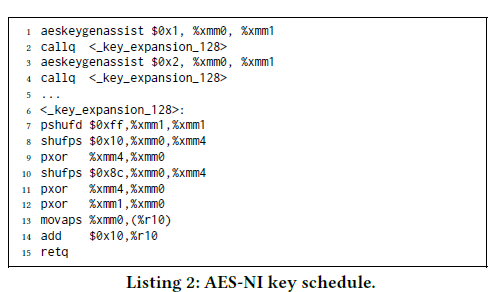 1 aeskeygenassist $0x1, %xmm0, %xmm1
2 callq <_key_expansion_128>
3 aeskeygenassist $0x2, %xmm0, %xmm1
4 callq <_key_expansion_128>
5 ...
6 <_key_expansion_128>:
7 pshufd $0xff,%xmm1,%xmm1
8 shufps $0x10,%xmm0,%xmm4
9 pxor %xmm4,%xmm0
10 shufps $0x8c,%xmm0,%xmm4
11 pxor %xmm4,%xmm0
12 pxor %xmm1,%xmm0
13 movaps %xmm0,(%r10)
14 add $0x10,%r10
15 retq
Listing 2: AES-NI key schedule.